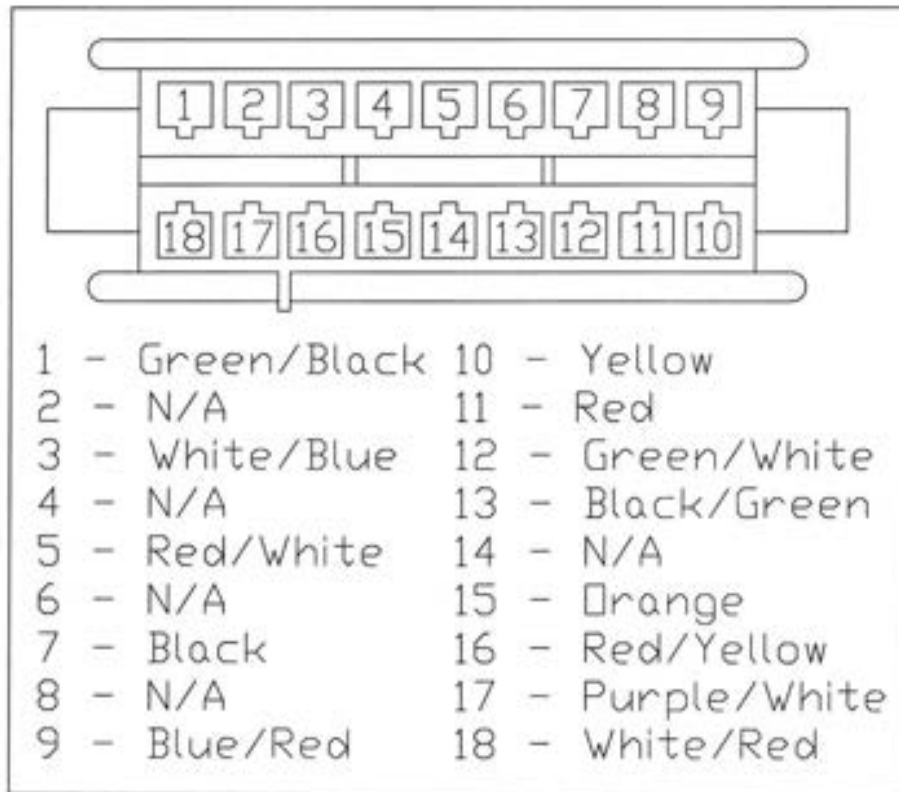 1 2 3 4 5 6 7 8 9
18 17 16 15 14 13 12 11 10
1 - Green/Black
2 - N/A
3 - White/Blue
4 - N/A
5 - Red/White
6 - N/A
7 - Black
8 - N/A
9 - Blue/Red
10 - Yellow
11 - Red
12 - Green/White
13 - Black/Green
14 - N/A
15 - Orange
16 - Red/Yellow
17 - Purple/White
18 - White/Red